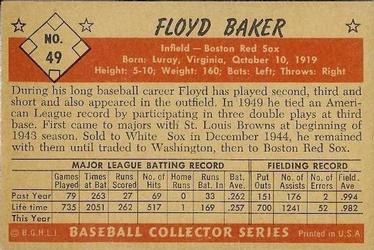 NO.
49
FLOYD BAKER
Infield — Boston Red Sox
Born: Luray, Virginia, October 10, 1919
Height: 5-10; Weight: 160; Bats: Left; Throws: Right
During his long baseball career Floyd has played second, third and
short and also appeared in the outfield. In 1949 he tied an Ameri-
can League record by participating in three double plays at third
base. First came to majors with St. Louis Browns at beginning of
1943 season. Sold to White Sox in December 1944, he remained
with them until traded to Washington, then to Boston Red Sox.
MAJOR LEAGUE BATTING RECORD FIELDING RECORD
Games Played Times at Bat Runs Scored No. of Hits Home Runs Runs Bat. In Bat. Avg. Put Outs No. of Assists No. of Errors Field. Avg.
Past Year 79 263 27 69 0 33 .262 151 176 2 .994
Life time 735 2051 262 517 1 169 .257 700 1241 52 .982
This Year
© B.G.H.L.I. BASEBALL COLLECTOR SERIES Printed in U.S.A.